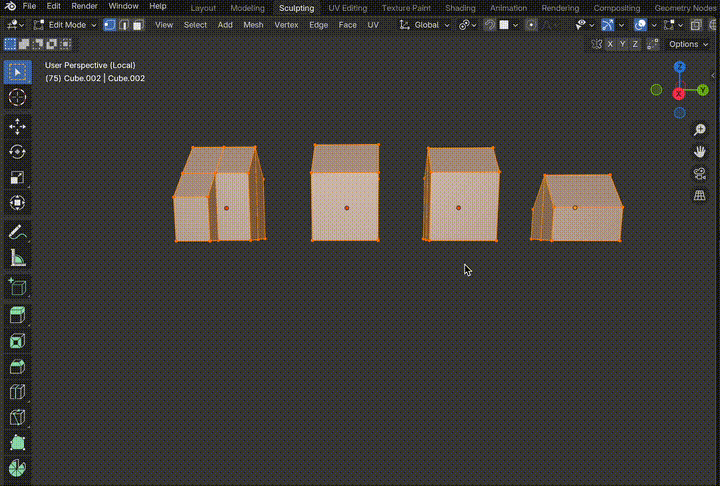 File Edit Render Window Help Layout Modeling Sculpting UV Editing Texture Paint Shading Animation Rendering Compositing Geometry Nodes
Edit Mode View Select Add Mesh Vertex Edge Face UV Global
X Y Z Options
User Perspective (Local)
(75) Cube.002 | Cube.002
Z
Y
X